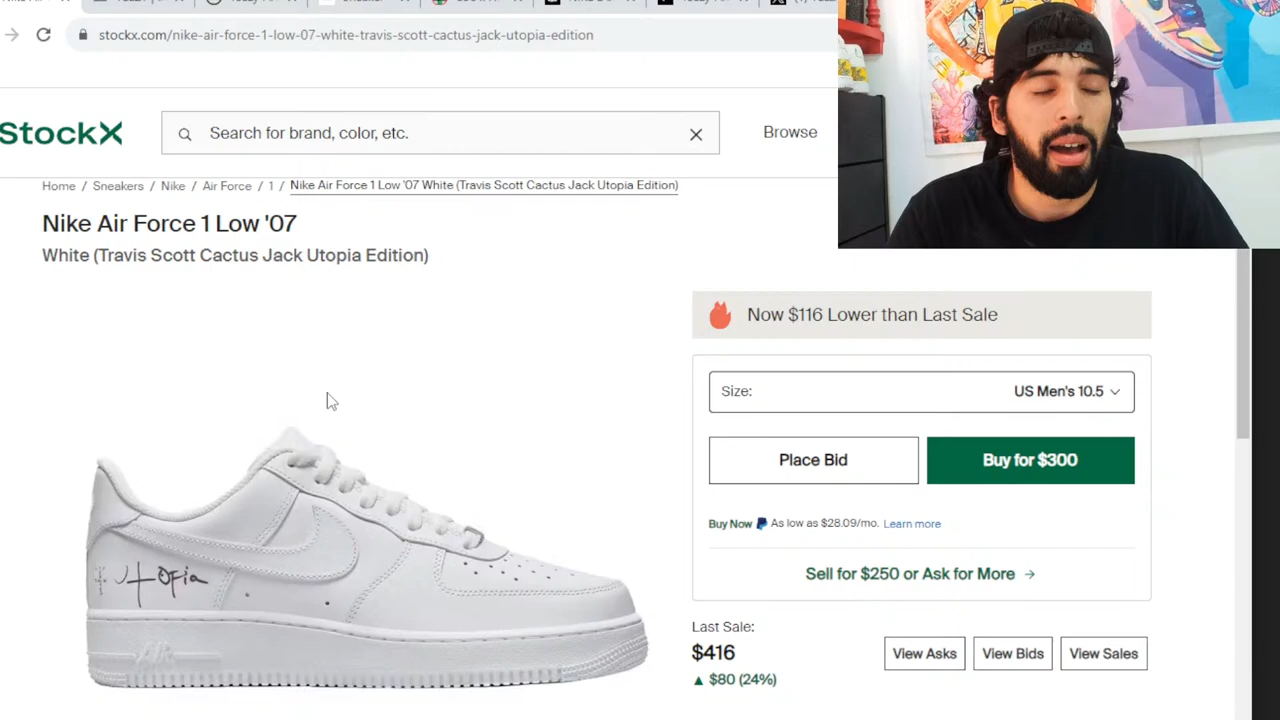 stockx.com/nike-air-force-1-low-07-white-travis-scott-cactus-jack-utopia-edition
StockX
Search for brand, color, etc.
Browse
Home / Sneakers / Nike / Air Force / 1 / Nike Air Force 1 Low '07 White (Travis Scott Cactus Jack Utopia Edition)
Nike Air Force 1 Low '07
White (Travis Scott Cactus Jack Utopia Edition)
Now $116 Lower than Last Sale
Size: US Men's 10.5
Place Bid
Buy for $300
Buy Now As low as $28.09/mo. Learn more
Sell for $250 or Ask for More →
Utopia
Last Sale:
$416
▲ $80 (24%)
View Asks
View Bids
View Sales